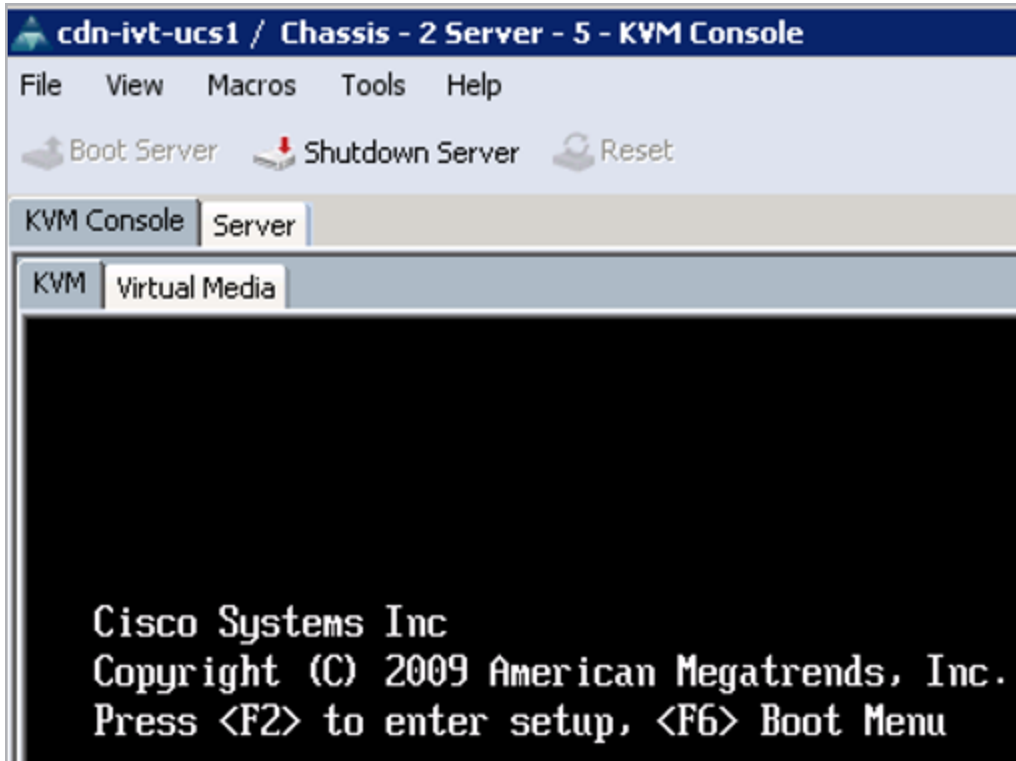 cdn-ivt-ucs1 / Chassis - 2 Server - 5 - KVM Console
File View Macros Tools Help
Boot Server Shutdown Server Reset
KVM Console Server
KVM Virtual Media
Cisco Systems Inc
Copyright (C) 2009 American Megatrends, Inc.
Press <F2> to enter setup, <F6> Boot Menu